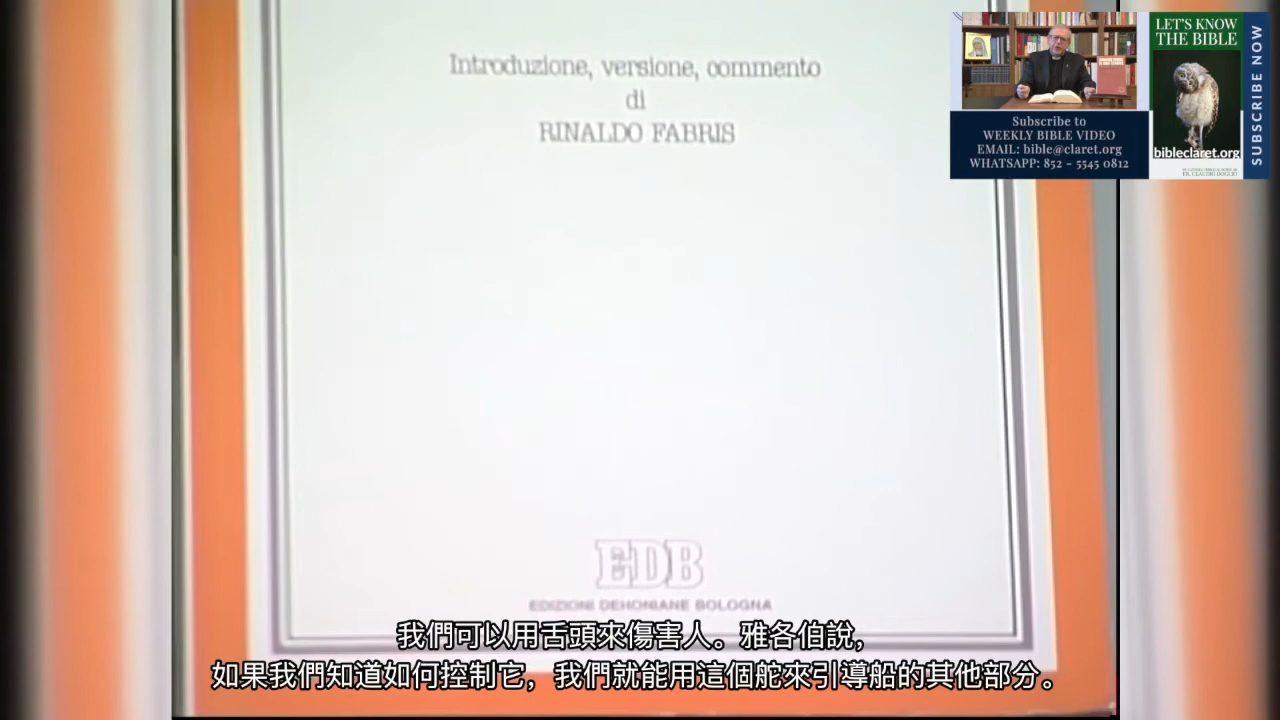 Introduzione, versione, commento
di
RINALDO FABRIS
EDB
EDIZIONI DEHONIANE BOLOGNA
我們可以用舌頭來傷害人。雅各伯說，
如果我們知道如何控制它，我們就能用這個舵來引導船的其他部分。
Subscribe to
WEEKLY BIBLE VIDEO
EMAIL: bible@claret.org
WHATSAPP: 852 - 5545 0812
LET'S KNOW
THE BIBLE
bibleclaret.org
SUBSCRIBE NOW